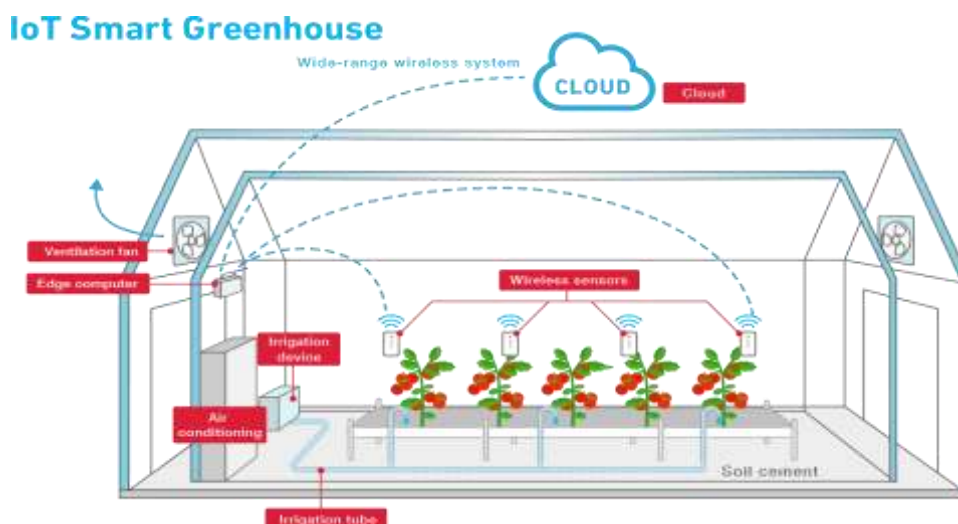 IoT Smart Greenhouse
Wide-range wireless system
CLOUD
Cloud
Ventilation fan
Edge computer
Wireless sensors
Irrigation
devine
Air
conditioning
Soil cement
Irrigation tube